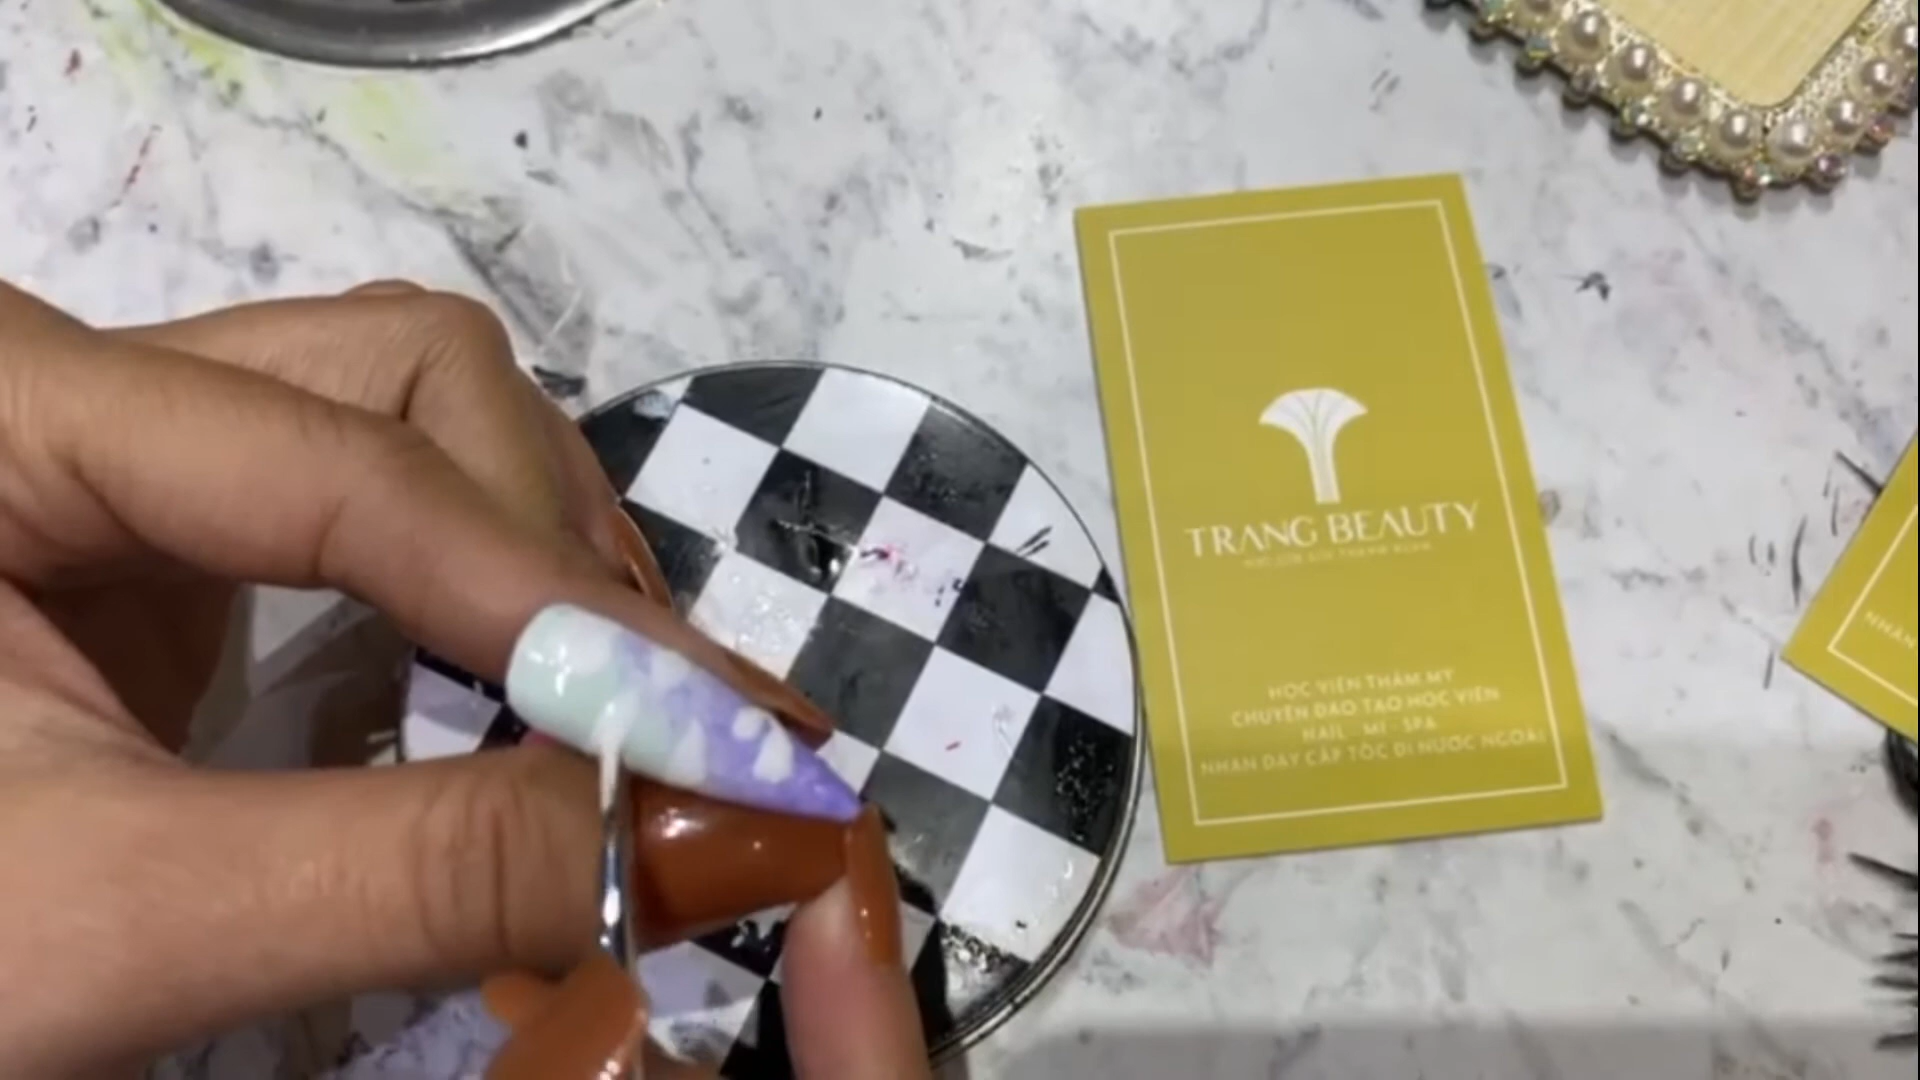 TRANG BEAUTY
HỌC VIỆN THẨM MỸ
CHUYÊN ĐÀO TẠO HỌC VIÊN
NAIL - MI - SPA
NHẬN DẠY CẤP TỐC ĐI NƯỚC NGOÀI
NHẬN